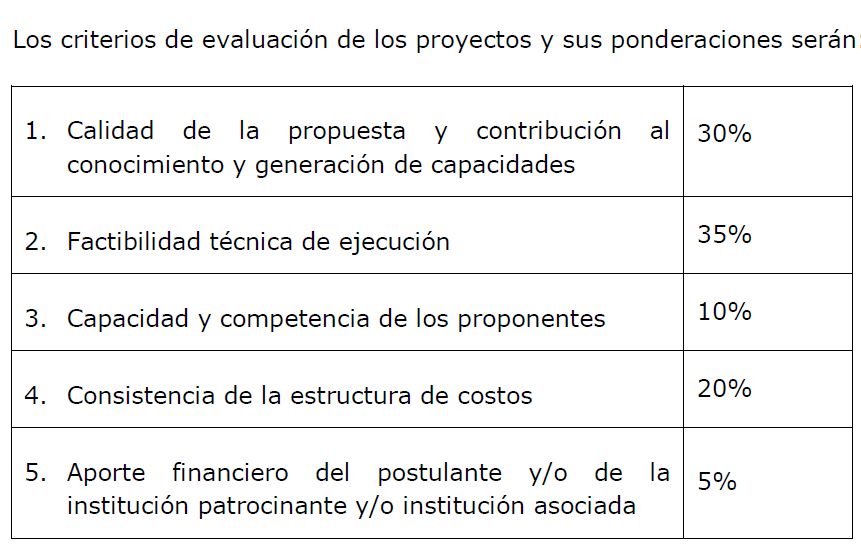 Los criterios de evaluación de los proyectos y sus ponderaciones serán:
1. Calidad de la propuesta y contribución al
conocimiento y generación de capacidades
30%
2. Factibilidad técnica de ejecución
35%
3. Capacidad y competencia de los proponentes
10%
4. Consistencia de la estructura de costos
20%
5. Aporte financiero del postulante y/o de la
institución patrocinante y/o institución asociada
5%